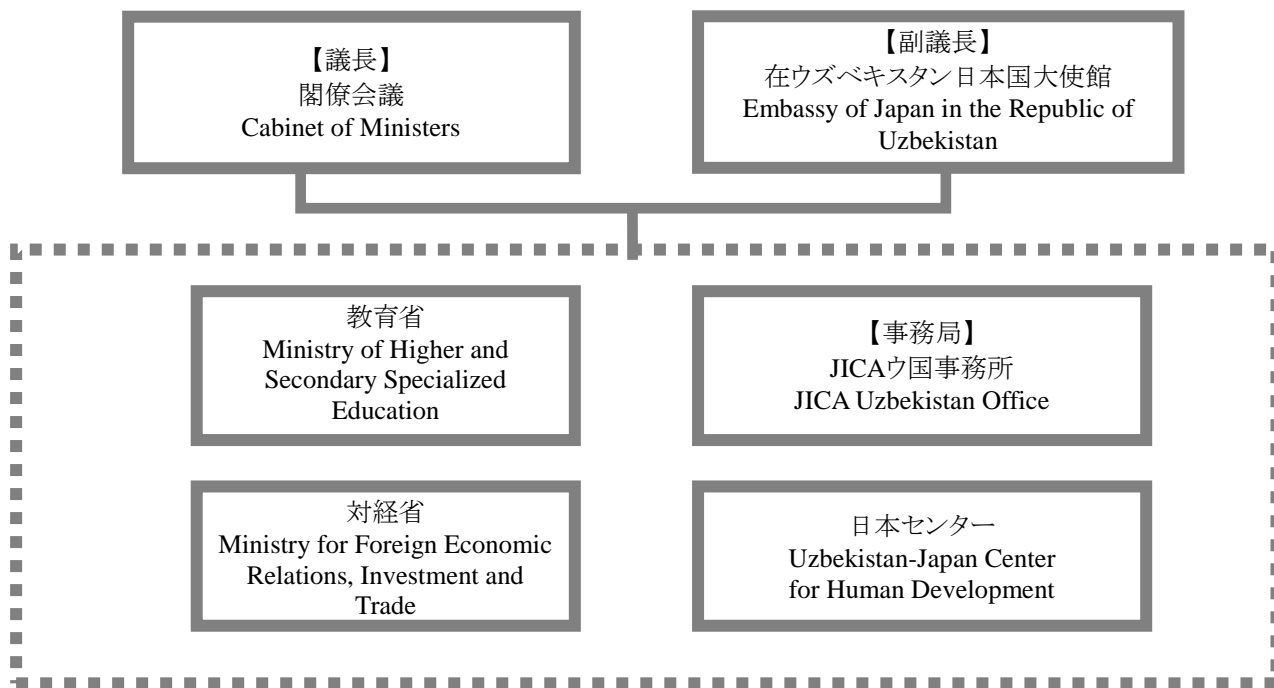 【議長】
閣僚会議
Cabinet of Ministers
【副議長】
在ウズベキスタン日本国大使館
Embassy of Japan in the Republic of
Uzbekistan
教育省
Ministry of Higher and
Secondary Specialized
Education
【事務局】
JICAウ国事務所
JICA Uzbekistan Office
対経省
Ministry for Foreign Economic
Relations, Investment and
Trade
日本センター
Uzbekistan-Japan Center
for Human Development